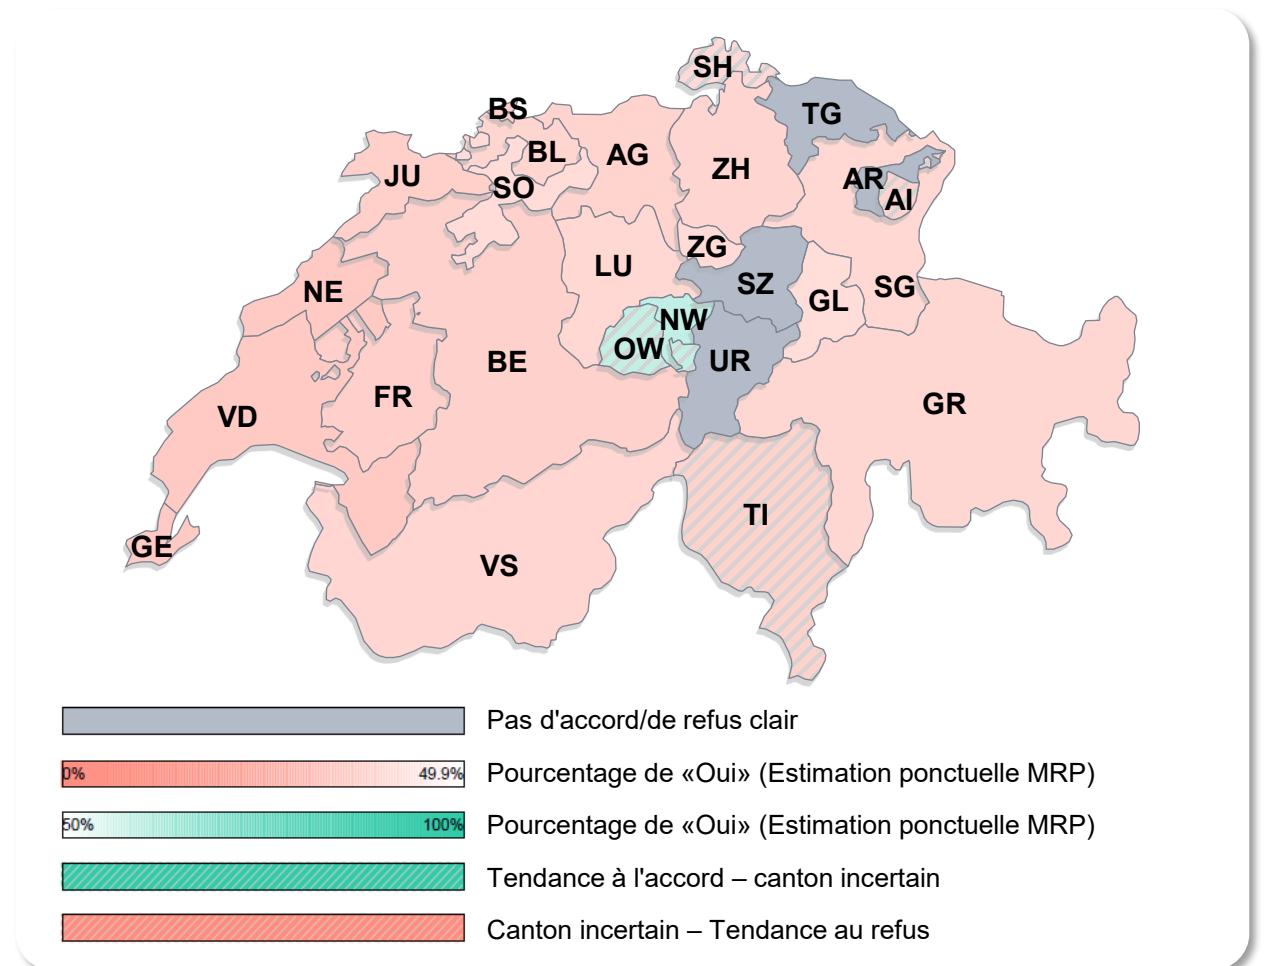 SH
BS
TG
BL
AG
ZH
JU
SO
AR
AI
ZG
LU
SZ
NE
GL
SG
NW
OW
BE
UR
FR
GR
VD
TI
GE
VS
Pas d'accord/de refus clair
0% 49.9% Pourcentage de «Oui» (Estimation ponctuelle MRP)
50% 100% Pourcentage de «Oui» (Estimation ponctuelle MRP)
Tendance à l'accord – canton incertain
Canton incertain – Tendance au refus